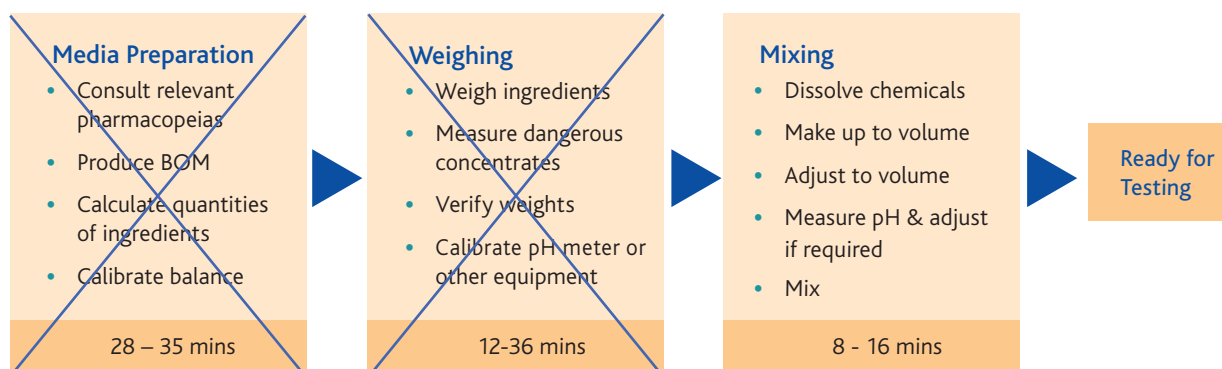 Media Preparation
• Consult relevant
pharmacopeias
• Produce BOM
• Calculate quantities
of ingredients
• Calibrate balance
28 – 35 mins
Weighing
• Weigh ingredients
• Measure dangerous
concentrates
• Verify weights
• Calibrate pH meter or
other equipment
12-36 mins
Mixing
• Dissolve chemicals
• Make up to volume
• Adjust to volume
• Measure pH & adjust
if required
• Mix
8 - 16 mins
Ready for
Testing